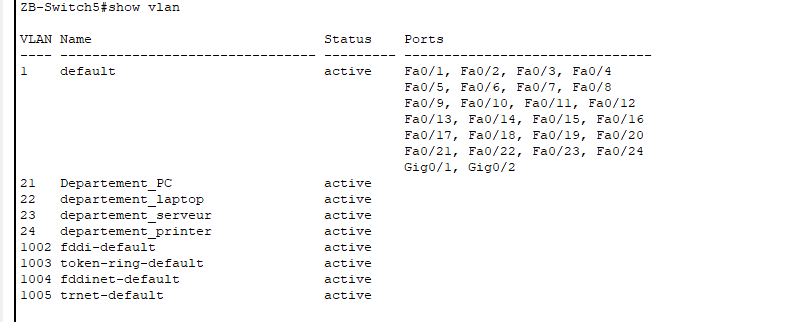 ZB-Switch5#show vlan
VLAN Name Status Ports
---- -------------------------------- --------- -------------------------------
1 default active Fa0/1, Fa0/2, Fa0/3, Fa0/4
Fa0/5, Fa0/6, Fa0/7, Fa0/8
Fa0/9, Fa0/10, Fa0/11, Fa0/12
Fa0/13, Fa0/14, Fa0/15, Fa0/16
Fa0/17, Fa0/18, Fa0/19, Fa0/20
Fa0/21, Fa0/22, Fa0/23, Fa0/24
Gig0/1, Gig0/2
21 Departement_PC active
22 departement_laptop active
23 departement_serveur active
24 departement_printer active
1002 fddi-default active
1003 token-ring-default active
1004 fddinet-default active
1005 trnet-default active